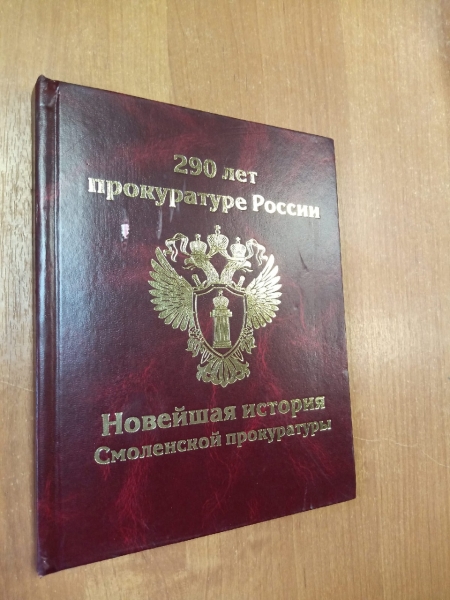 290 лет
прокуратуре России
Новейшая история
Смоленской прокуратуры